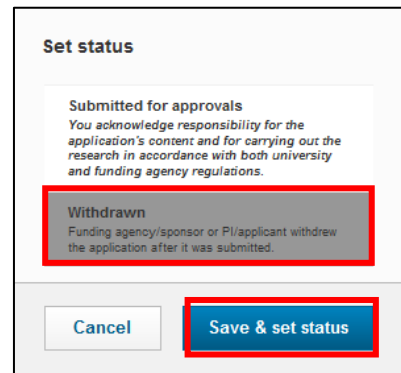 Set status
Submitted for approvals
You acknowledge responsibility for the
application's content and for carrying out the
research in accordance with both university
and funding agency regulations.
Withdrawn
Funding agency/sponsor or PI/applicant withdrew
the application after it was submitted.
Cancel
Save & set status